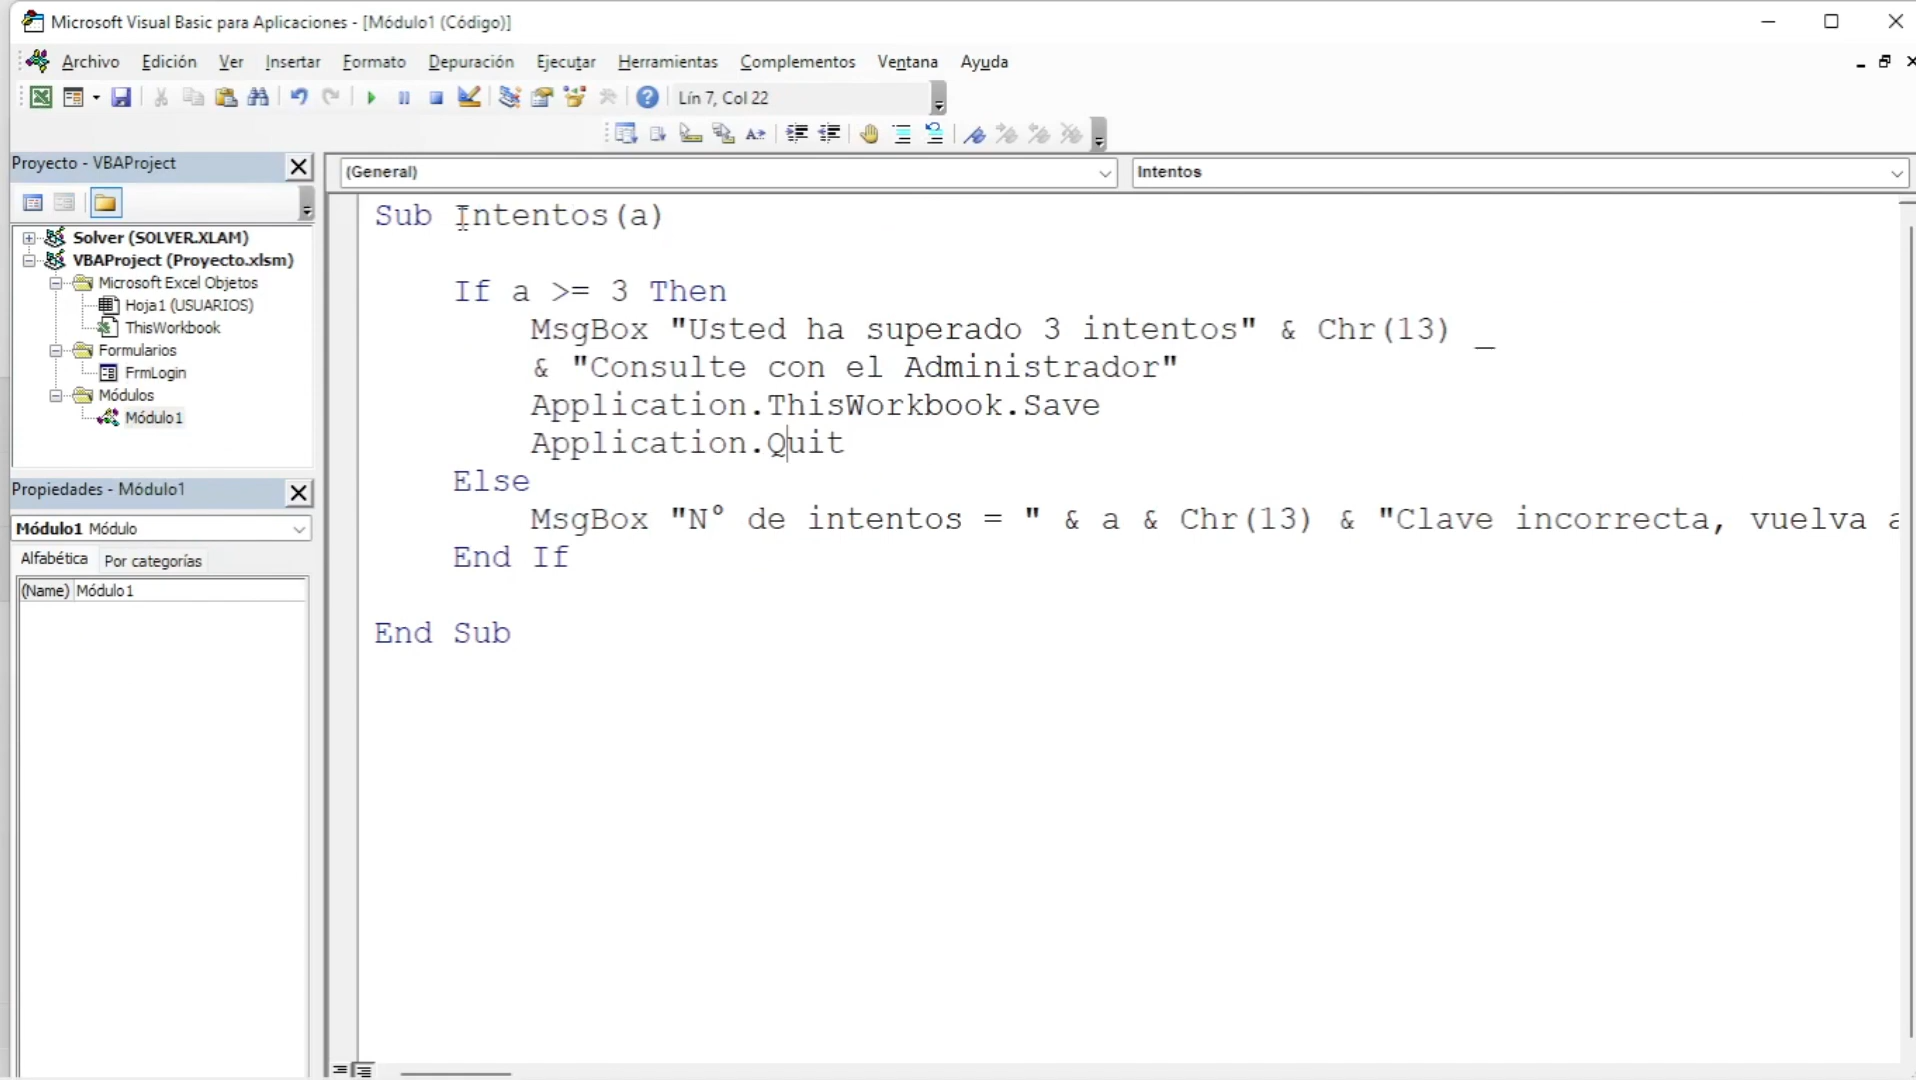 Microsoft Visual Basic para Aplicaciones - [Módulo1 (Código)]
Archivo Edición Ver Insertar Formato Depuración Ejecutar Herramientas Complementos Ventana Ayuda
Lín 7, Col 22
Proyecto - VBAProject
Solver (SOLVER.XLAM)
VBAProject (Proyecto.xlsm)
Microsoft Excel Objetos
Hoja1 (USUARIOS)
ThisWorkbook
Formularios
FrmLogin
Módulos
Módulo1
Propiedades - Módulo1
Módulo1 Módulo
Alfabética Por categorías
(Name) Módulo1
(General) Intentos
Sub Intentos(a)
If a >= 3 Then
MsgBox "Usted ha superado 3 intentos" & Chr(13) _
& "Consulte con el Administrador"
Application.ThisWorkbook.Save
Application.Quit
Else
MsgBox "N° de intentos = " & a & Chr(13) & "Clave incorrecta, vuelva a
End If
End Sub